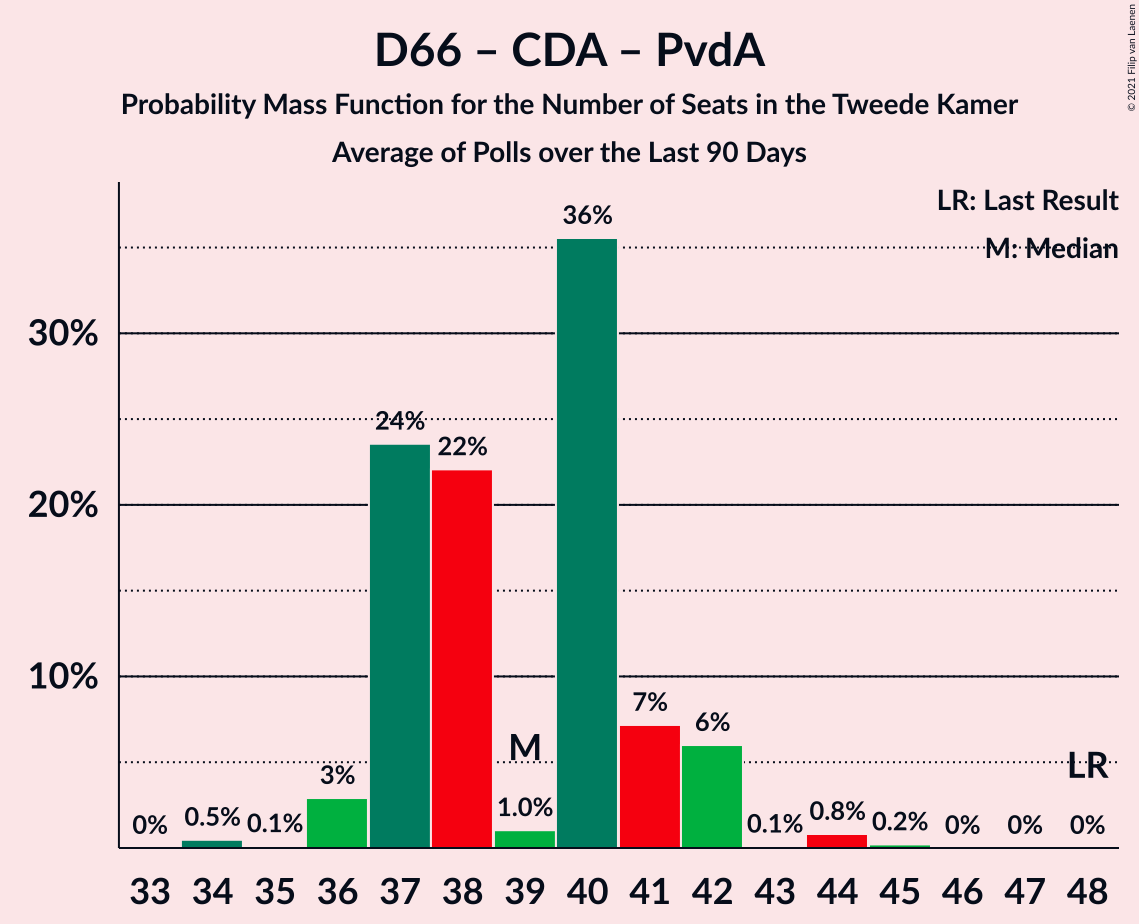 D66 – CDA – PvdA
Probability Mass Function for the Number of Seats in the Tweede Kamer
Average of Polls over the Last 90 Days
© 2021 Filip van Laenen
LR: Last Result
M: Median
30%
20%
10%
0%
0.5%
0.1%
3%
24%
22%
1.0%
36%
7%
6%
0.1%
0.8%
0.2%
0%
0%
0%
M
LR
33 34 35 36 37 38 39 40 41 42 43 44 45 46 47 48